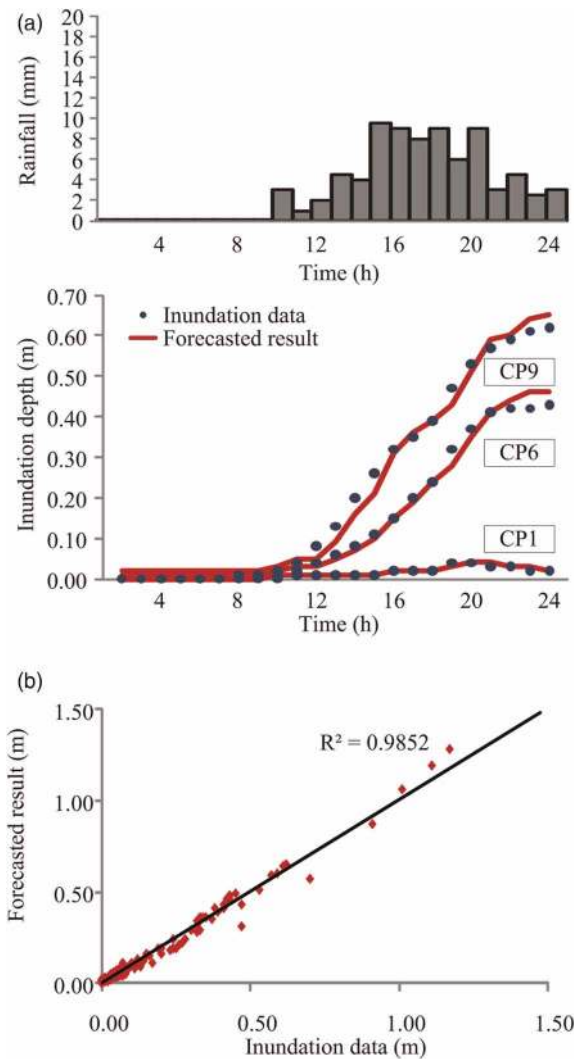 (a)
20
18
16
14
12
10
8
6
4
2
0
Rainfall (mm)
4 8 12 16 20 24
Time (h)
0.70
0.60
0.50
0.40
0.30
0.20
0.10
0.00
Inundation depth (m)
Inundation data
Forecasted result
CP9
CP6
CP1
4 8 12 16 20 24
Time (h)
(b)
1.50
1.00
0.50
0.00
Forecasted result (m)
R² = 0.9852
0.00 0.50 1.00 1.50
Inundation data (m)